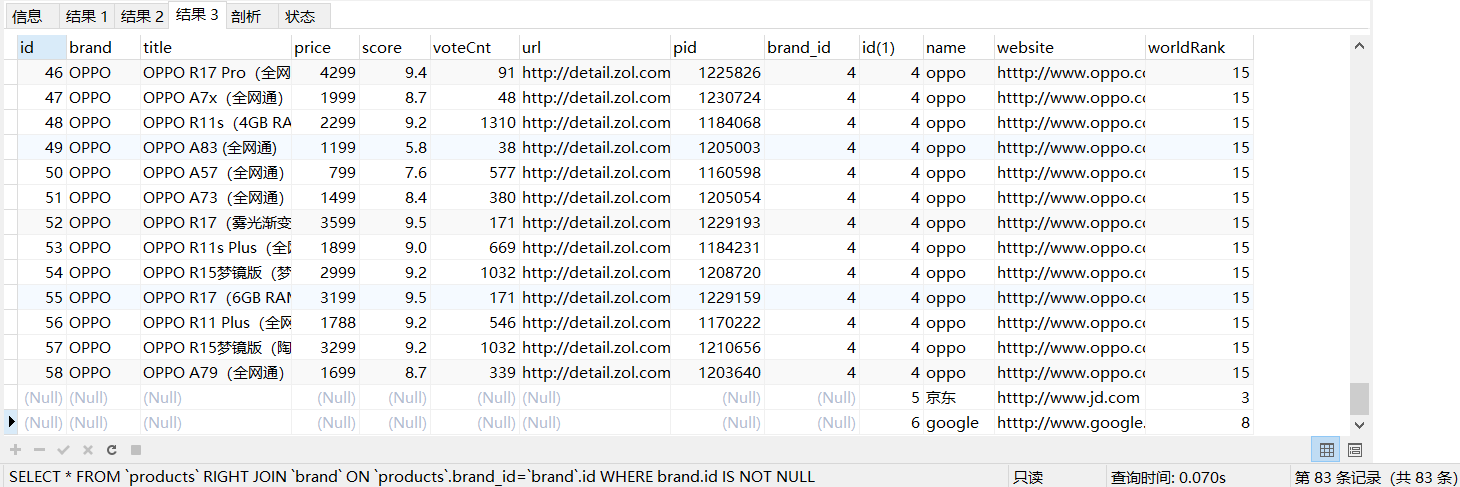 信息 结果 1 结果 2 结果 3 剖析 状态
id brand title price score voteCnt url pid brand_id id(1) name website worldRank
46 OPPO OPPO R17 Pro（全网 4299 9.4 91 http://detail.zol.com 1225826 4 4 oppo htttp://www.oppo.cc 15
47 OPPO OPPO A7x（全网通） 1999 8.7 48 http://detail.zol.com 1230724 4 4 oppo htttp://www.oppo.cc 15
48 OPPO OPPO R11s（4GB RA 2299 9.2 1310 http://detail.zol.com 1184068 4 4 oppo htttp://www.oppo.cc 15
49 OPPO OPPO A83 (全网通) 1199 5.8 38 http://detail.zol.com 1205003 4 4 oppo htttp://www.oppo.cc 15
50 OPPO OPPO A57（全网通） 799 7.6 577 http://detail.zol.com 1160598 4 4 oppo htttp://www.oppo.cc 15
51 OPPO OPPO A73（全网通） 1499 8.4 380 http://detail.zol.com 1205054 4 4 oppo htttp://www.oppo.cc 15
52 OPPO OPPO R17（雾光渐变 3599 9.5 171 http://detail.zol.com 1229193 4 4 oppo htttp://www.oppo.cc 15
53 OPPO OPPO R11s Plus（全 1899 9.0 669 http://detail.zol.com 1184231 4 4 oppo htttp://www.oppo.cc 15
54 OPPO OPPO R15梦镜版（梦 2999 9.2 1032 http://detail.zol.com 1208720 4 4 oppo htttp://www.oppo.cc 15
55 OPPO OPPO R17（6GB RAM 3199 9.5 171 http://detail.zol.com 1229159 4 4 oppo htttp://www.oppo.cc 15
56 OPPO OPPO R11 Plus（全网 1788 9.2 546 http://detail.zol.com 1170222 4 4 oppo htttp://www.oppo.cc 15
57 OPPO OPPO R15梦镜版（陶 3299 9.2 1032 http://detail.zol.com 1210656 4 4 oppo htttp://www.oppo.cc 15
58 OPPO OPPO A79（全网通） 1699 8.7 339 http://detail.zol.com 1203640 4 4 oppo htttp://www.oppo.cc 15
(Null) (Null) (Null) (Null) (Null) (Null) (Null) (Null) (Null) 5 京东 htttp://www.jd.com 3
(Null) (Null) (Null) (Null) (Null) (Null) (Null) (Null) (Null) 6 google htttp://www.google. 8
SELECT * FROM `products` RIGHT JOIN `brand` ON `products`.brand_id=`brand`.id WHERE brand.id IS NOT NULL 只读 查询时间: 0.070s 第 83 条记录 (共 83 条)